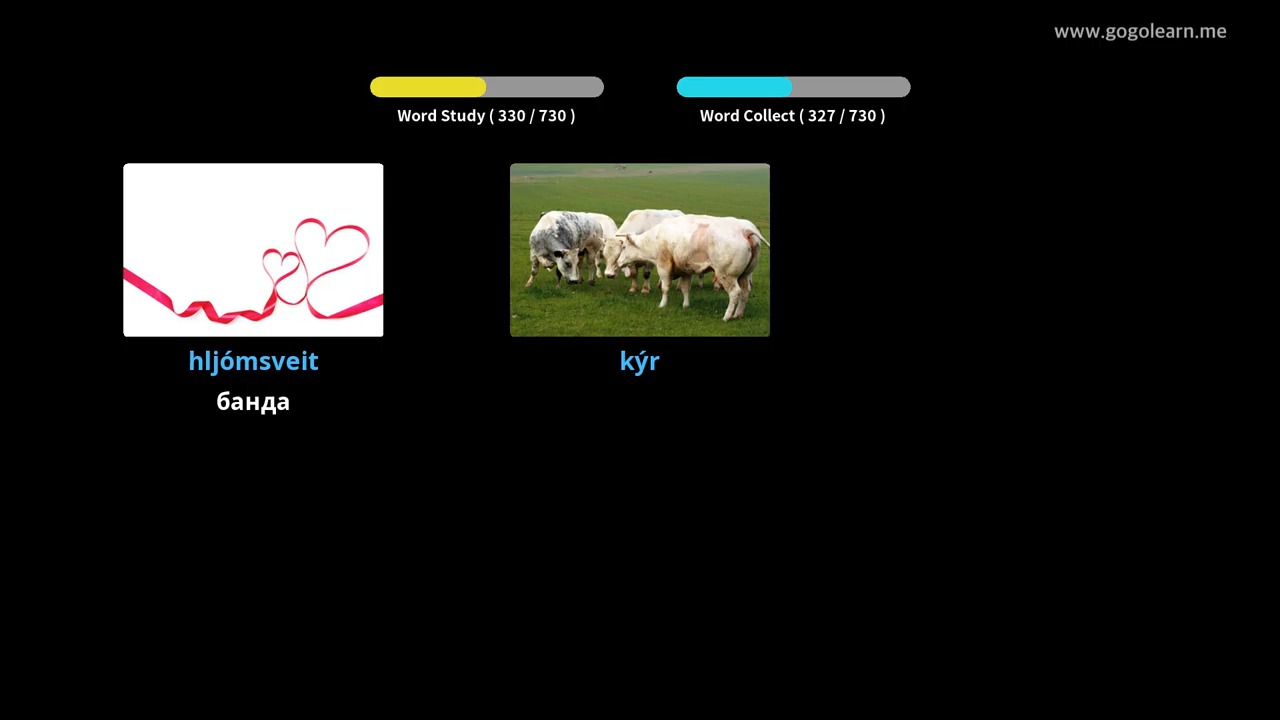 www.gogolearn.me
Word Study ( 330 / 730 )
Word Collect ( 327 / 730 )
hljómsveit
банда
kýr